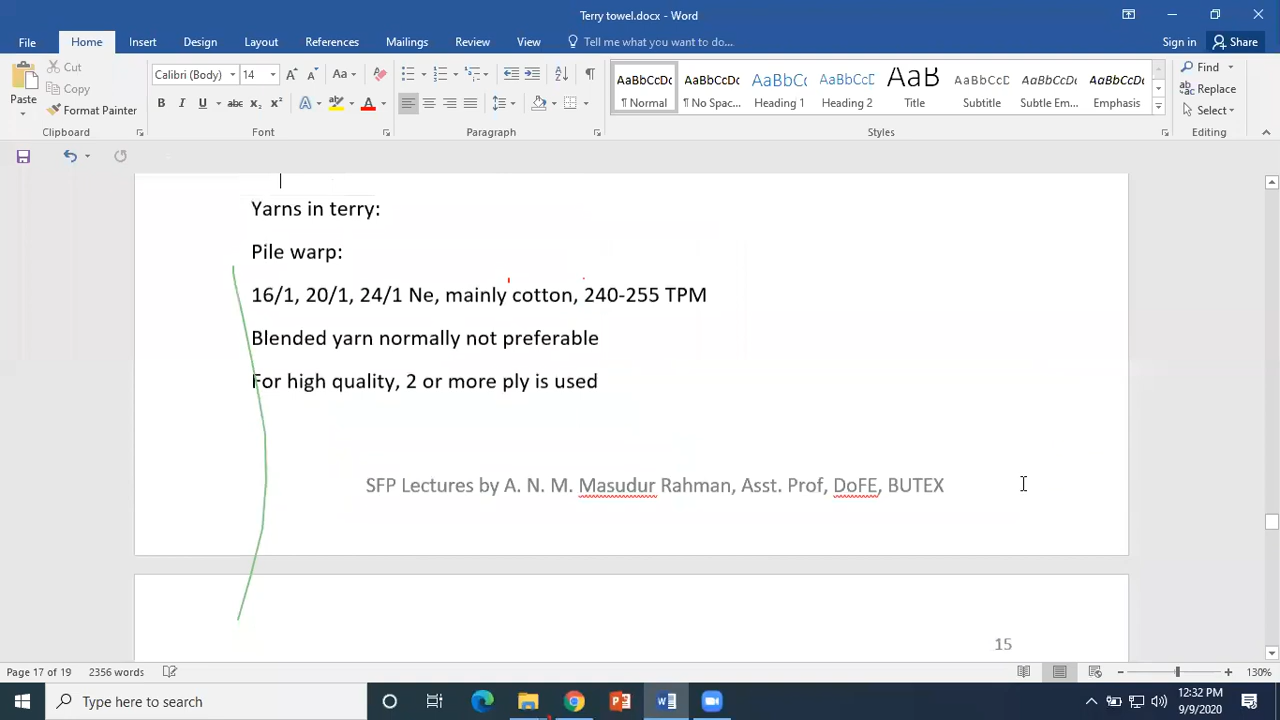 Terry towel.docx - Word
File Home Insert Design Layout References Mailings Review View Tell me what you want to do... Sign in Share
Cut
Copy
Format Painter
Paste
Clipboard
Calibri (Body) 14
Font
Paragraph
AaBbCcDc AaBbCcDc AaBbCc AaBbCcE AaB AaBbCcD AaBbCcDc AaBbCcDc
¶ Normal ¶ No Spac... Heading Heading 2 Title Subtitle Subtle Em... Emphasis
Styles
Find
Replace
Select
Editing
Yarns in terry:
Pile warp:
16/1, 20/1, 24/1 Ne, mainly cotton, 240-255 TPM
Blended yarn normally not preferable
For high quality, 2 or more ply is used
SFP Lectures by A. N. M. Masudur Rahman, Asst. Prof, DoFE, BUTEX
15
Page 17 of 19 2356 words 130%
Type here to search
12:32 PM
9/9/2020